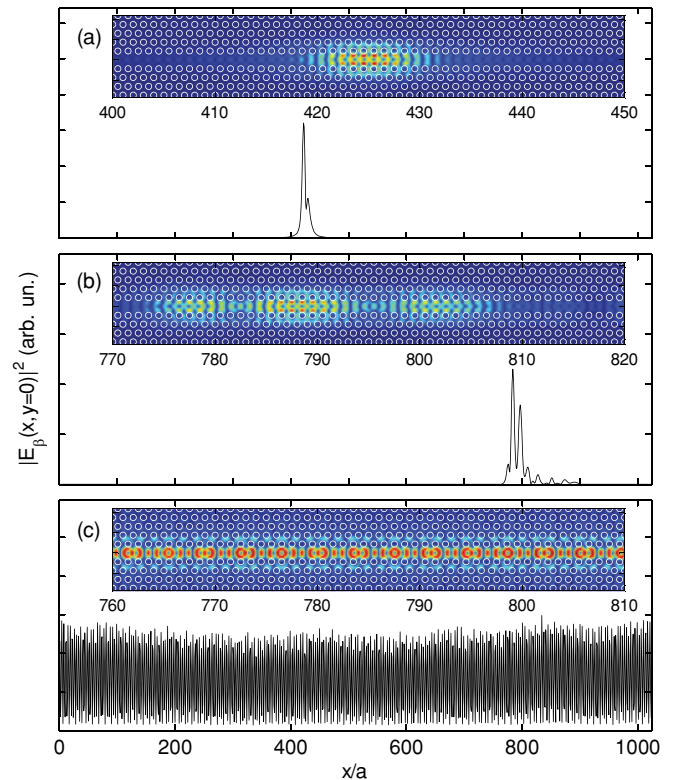 (a)
400 410 420 430 440 450
(b)
770 780 790 800 810 820
|E_β(x,y=0)|² (arb. un.)
(c)
760 770 780 790 800 810
0 200 400 600 800 1000
x/a